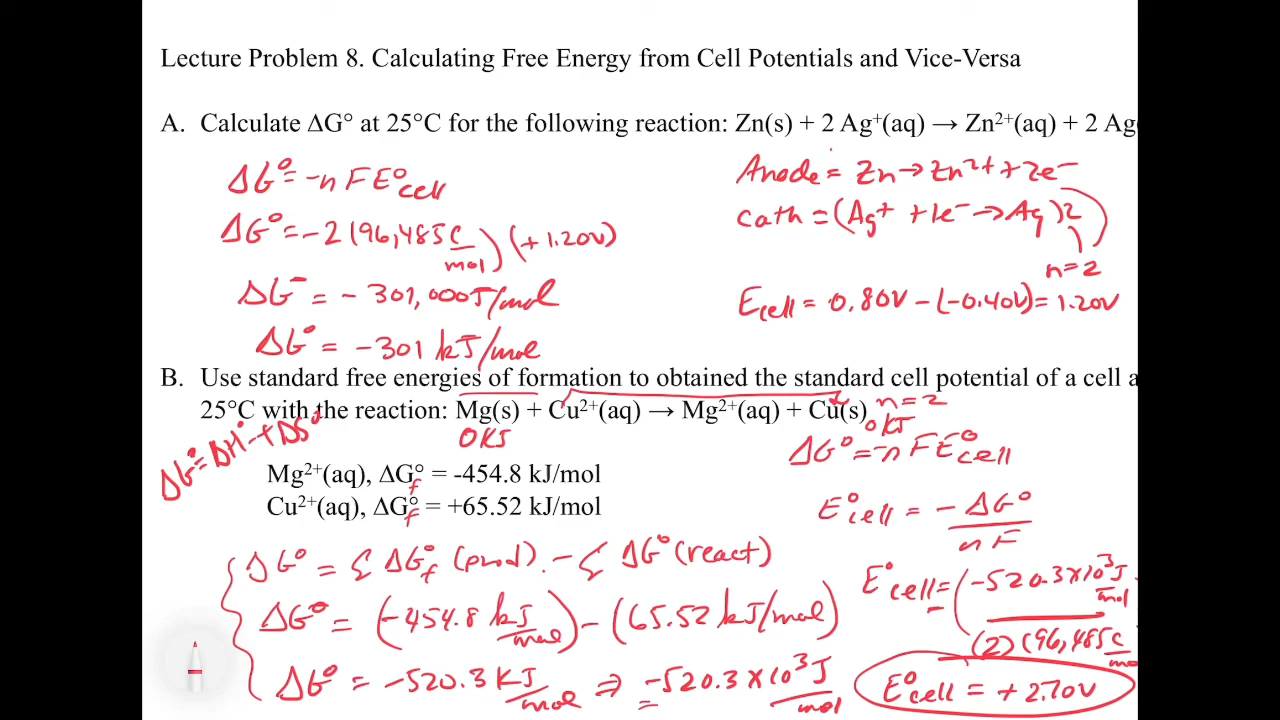 Lecture Problem 8. Calculating Free Energy from Cell Potentials and Vice-Versa
A. Calculate ΔG° at 25°C for the following reaction: Zn(s) + 2 Ag⁺(aq) → Zn²⁺(aq) + 2 Ag
ΔG° = -nFE°cell
ΔG° = -2(96,485 C/mol)(+1.20V)
ΔG = -301,000J/mol
ΔG° = -301 kJ/mol
Anode = Zn → Zn²⁺ + 2e⁻
Cath = (Ag⁺ + 1e⁻ → Ag)2
n=2
Ecell = 0.80V - (-0.40V) = 1.20V
B. Use standard free energies of formation to obtained the standard cell potential of a cell a
25°C with the reaction: Mg(s) + Cu²⁺(aq) → Mg²⁺(aq) + Cu(s) n=2
0KJ
0KJ
ΔG° = ΔH° - tΔS°
Mg²⁺(aq), ΔGf° = -454.8 kJ/mol
Cu²⁺(aq), ΔGf° = +65.52 kJ/mol
ΔG° = Σ ΔG°f (prod) - Σ ΔG° (react)
ΔG° = (-454.8 kJ/mol) - (65.52 kJ/mol)
ΔG° = -520.3 KJ/mol ⇒ -520.3 x 10³ J/mol
ΔG° = -nFE°cell
E°cell = -ΔG°/nF
E°cell = -(-520.3 x 10³ J/mol
(2)(96,485 C/mo
E°cell = +2.70V